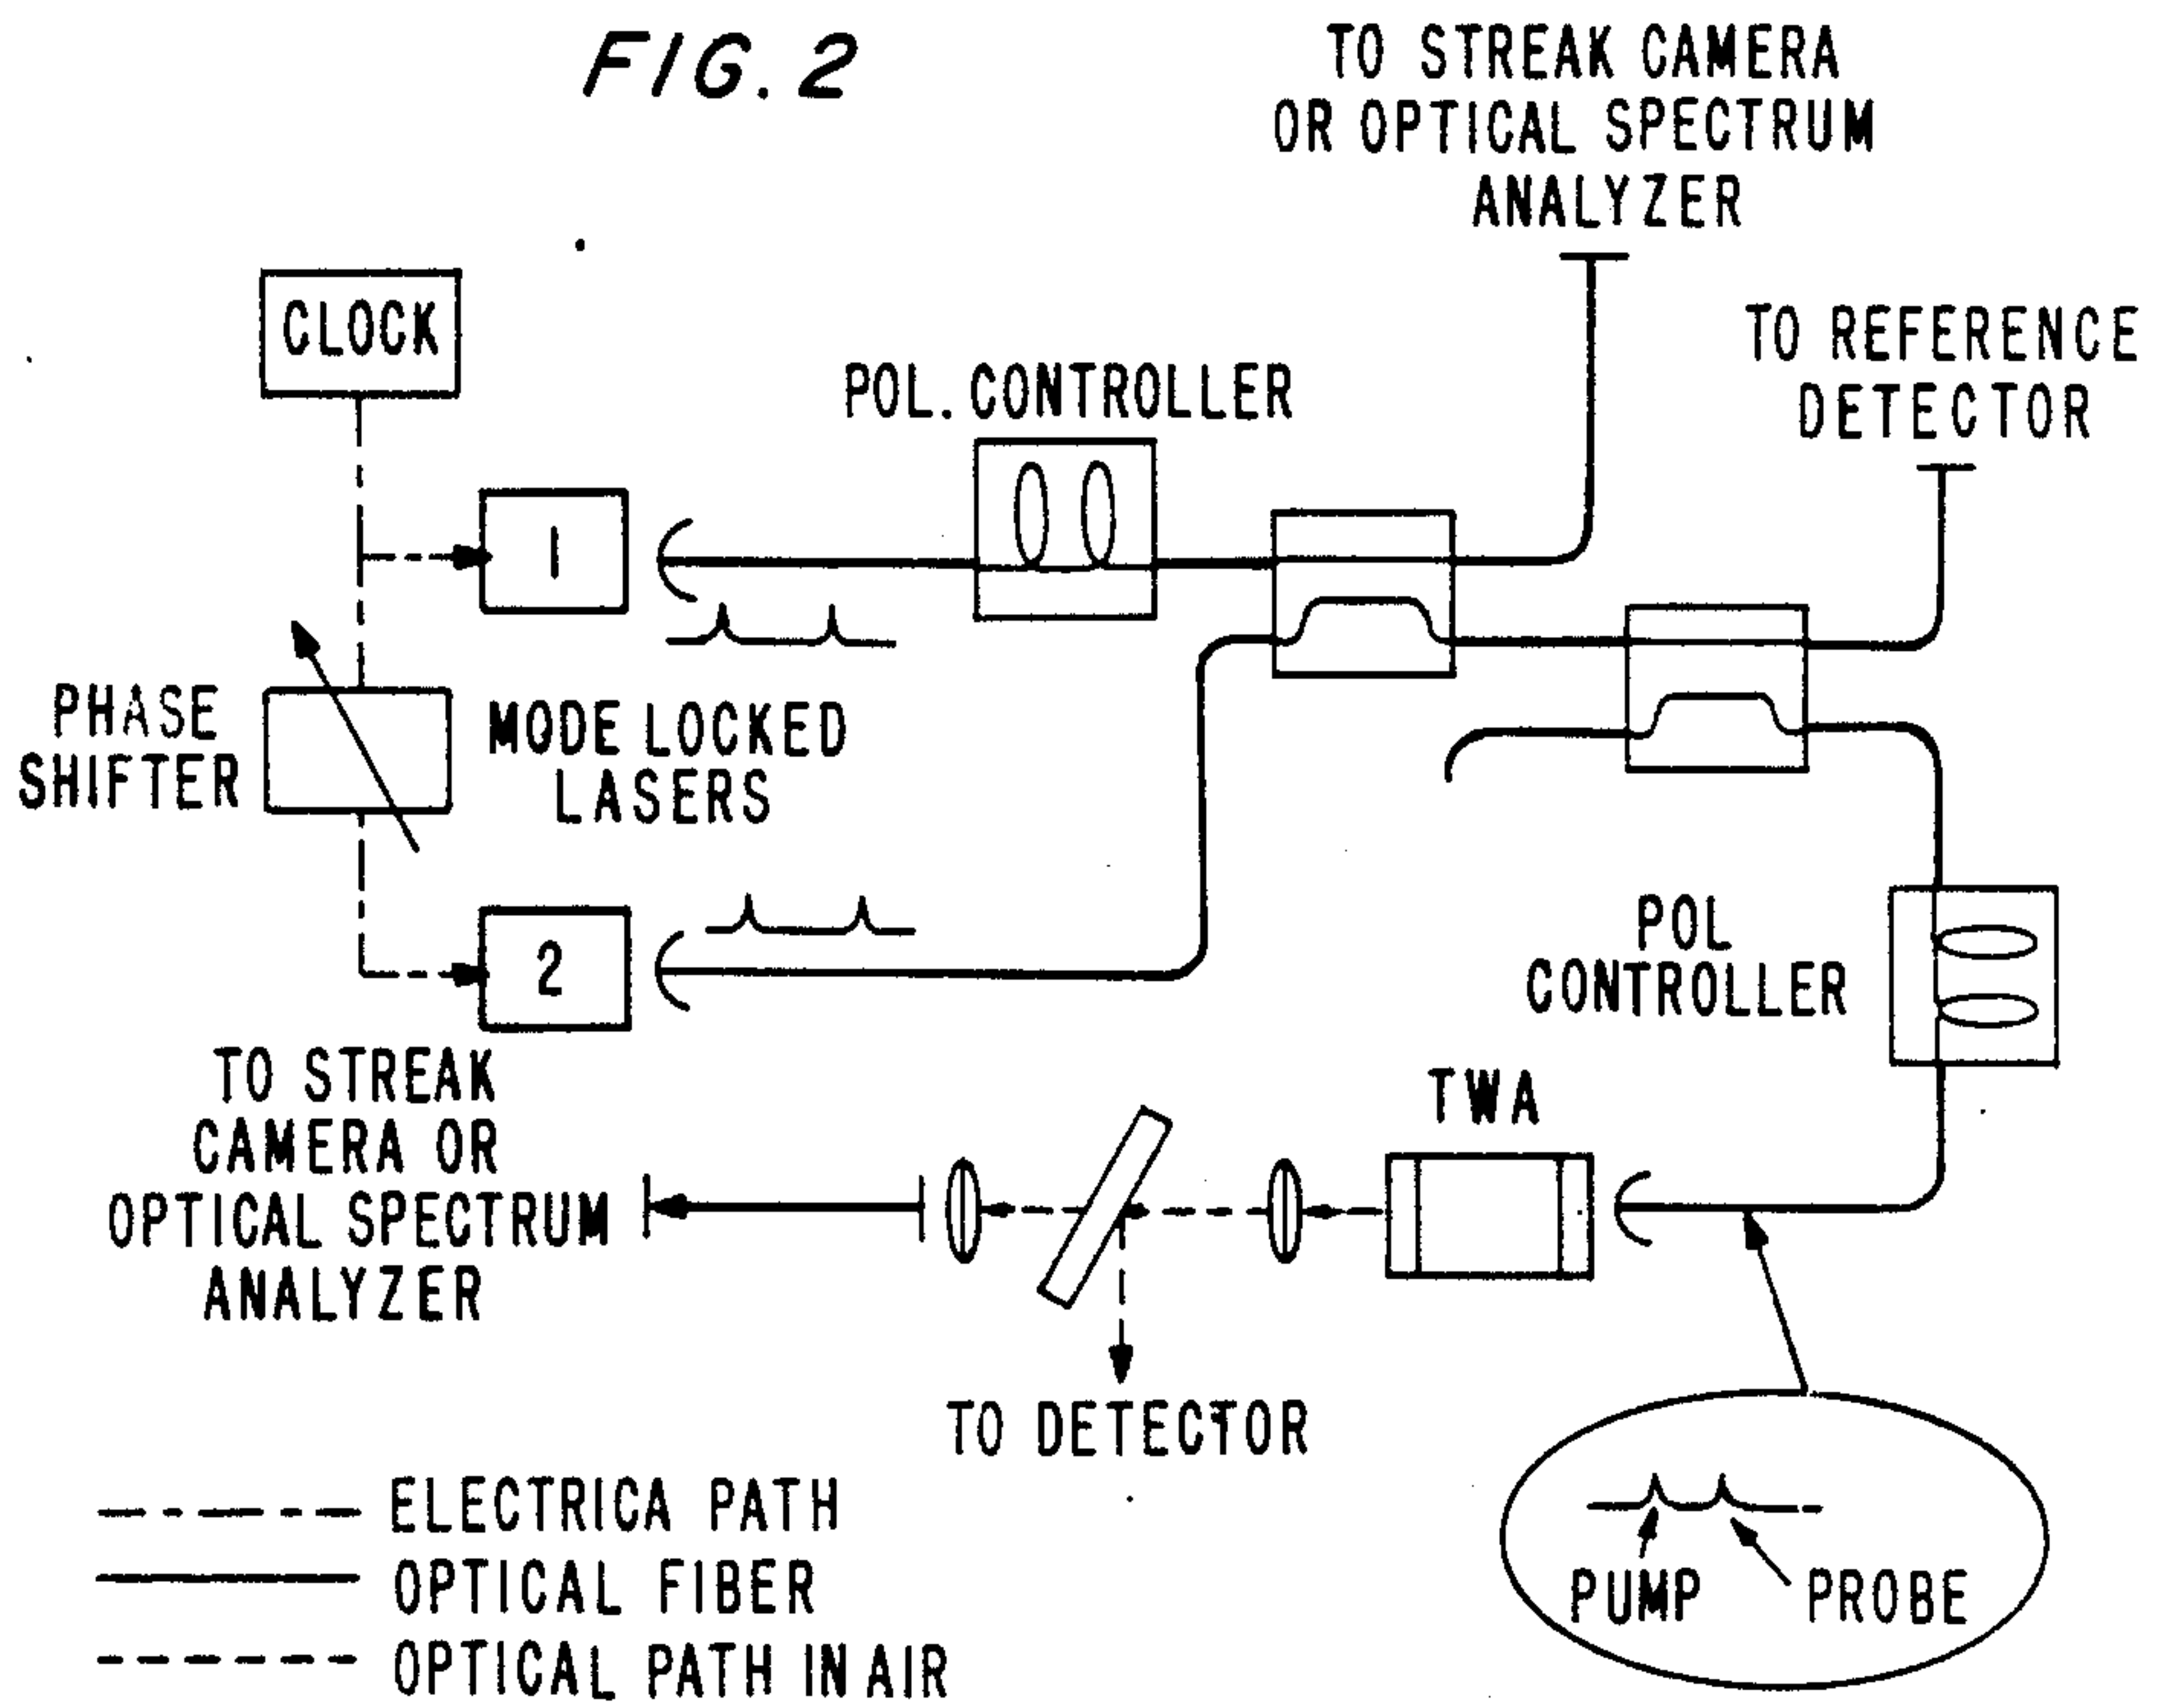 FIG. 2
TO STREAK CAMERA
OR OPTICAL SPECTRUM
ANALYZER
CLOCK
TO REFERENCE
DETECTOR
POL. CONTROLLER
1
PHASE
SHIFTER
MODE LOCKED
LASERS
2
POL
CONTROLLER
TO STREAK
CAMERA OR
OPTICAL SPECTRUM
ANALYZER
TWA
TO DETECTOR
PUMP
PROBE
ELECTRICA PATH
OPTICAL FIBER
OPTICAL PATH IN AIR